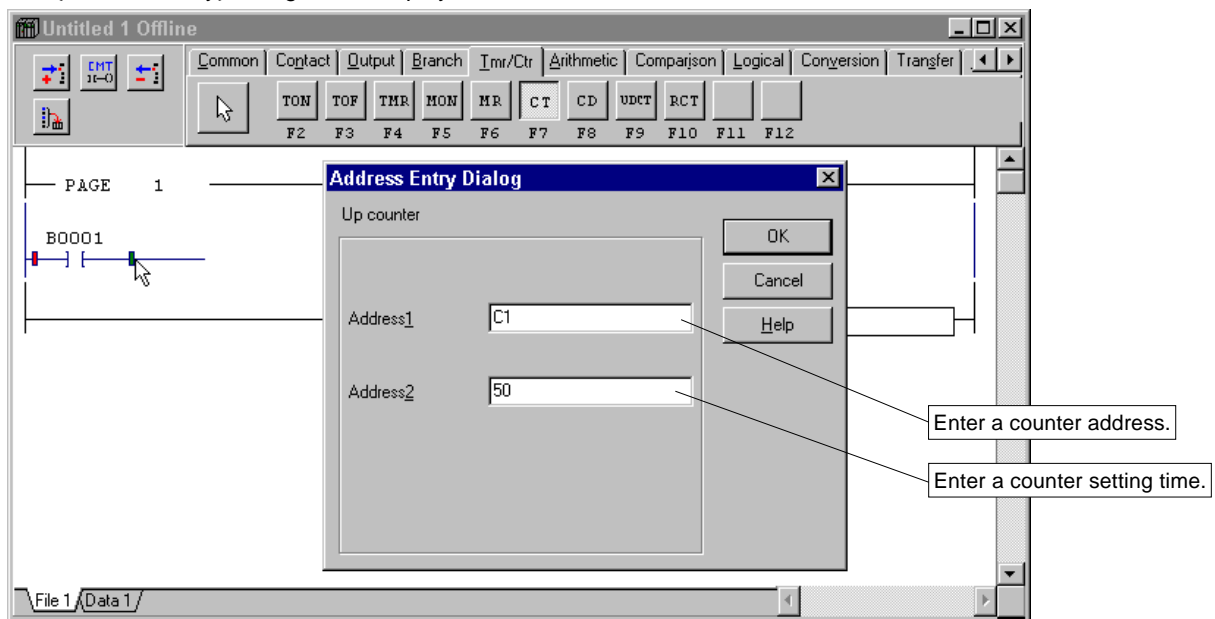 Untitled 1 Offline
CMT
Common Contact Output Branch Tmr/Ctr Arithmetic Comparison Logical Conversion Transfer
TON TOF TMR MON MR CT CD UDCT RCT
F2 F3 F4 F5 F6 F7 F8 F9 F10 F11 F12
PAGE 1
B0001
Address Entry Dialog
Up counter
OK
Cancel
Help
Address1 C1
Address2 50
Enter a counter address.
Enter a counter setting time.
File 1 Data 1